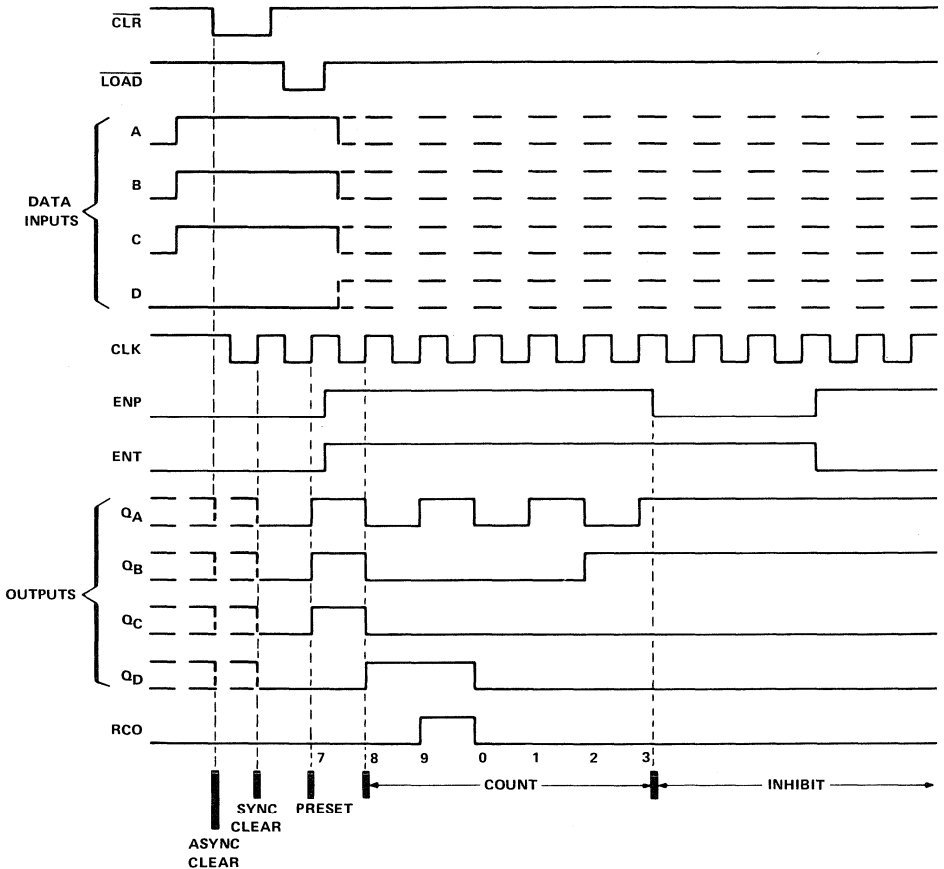 CLR
LOAD
A
B
DATA
INPUTS
C
D
CLK
ENP
ENT
QA
QB
OUTPUTS
QC
QD
RCO
7 8 9 0 1 2 3
COUNT INHIBIT
SYNC PRESET
CLEAR
ASYNC
CLEAR